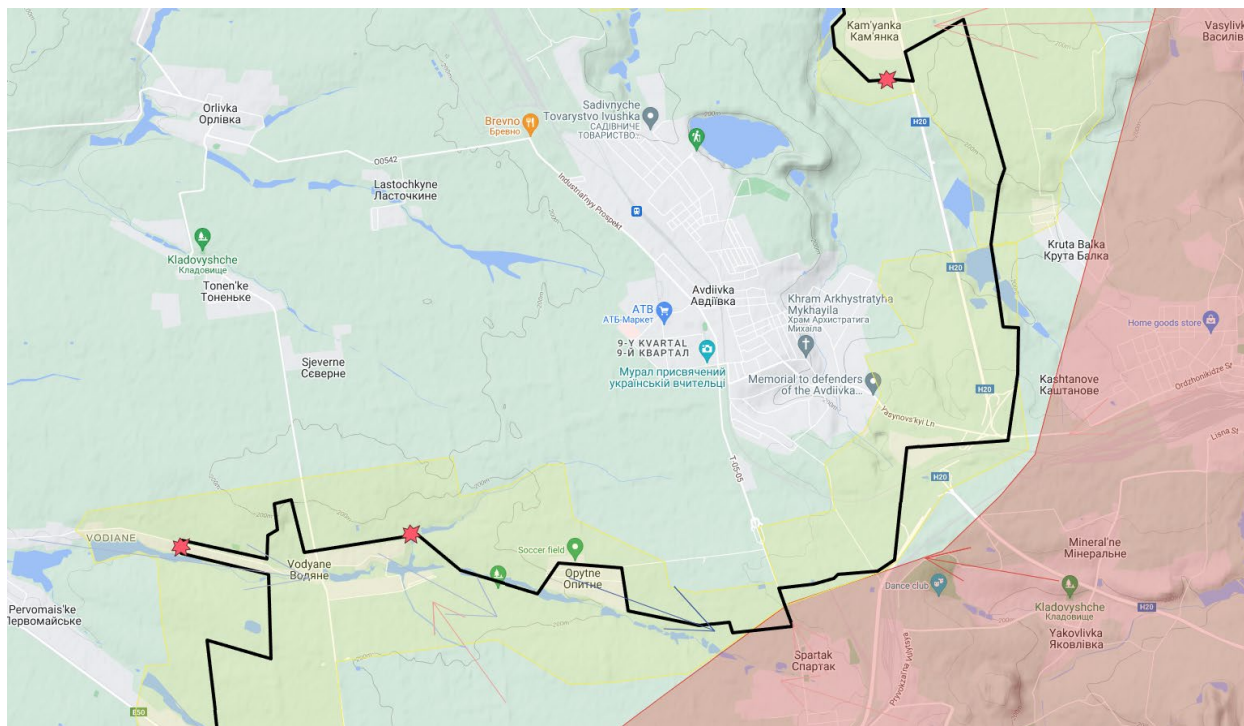 Kam'yanka
Кам'янка
Vasylivk
Василів
Orlivka
Орлівка
Brevno
Бревно
Sadivnyche
Tovarystvo Ivushka
САДІВНИЧЕ
ТОВАРИСТВО...
200m
H20
O0542
Lastochkyne
Ласточкине
Industrial'nyy Prospekt
Kladovyshche
Кладовище
Tonen'ke
Тоненьке
H20
Kruta Balka
Крута Балка
Avdiivka
Авдіївка
ATB
АТБ-Маркет
Khram Arkhystratyha
Mykhayila
Храм Архистратига
Михаїла
Home goods store
9-Y KVARTAL
9-Й КВАРТАЛ
Мурал присвячений
українській вчительці
Sjeverne
Сєверне
Memorial to defenders
of the Avdiivka...
H20
Kashtanove
Каштанове
Ordzhonikidze St
Yasynovs'kyi Ln.
Lisna St
T-05-05
H20
200m
VODIANE
Vodyane
Водяне
Soccer field
Opytne
Опитне
Mineral'ne
Мінеральне
Dance club
Kladovyshche
Кладовище
H20
Pervomais'ke
Первомайське
Yakovlivka
Яковлівка
Spartak
Спартак
E50